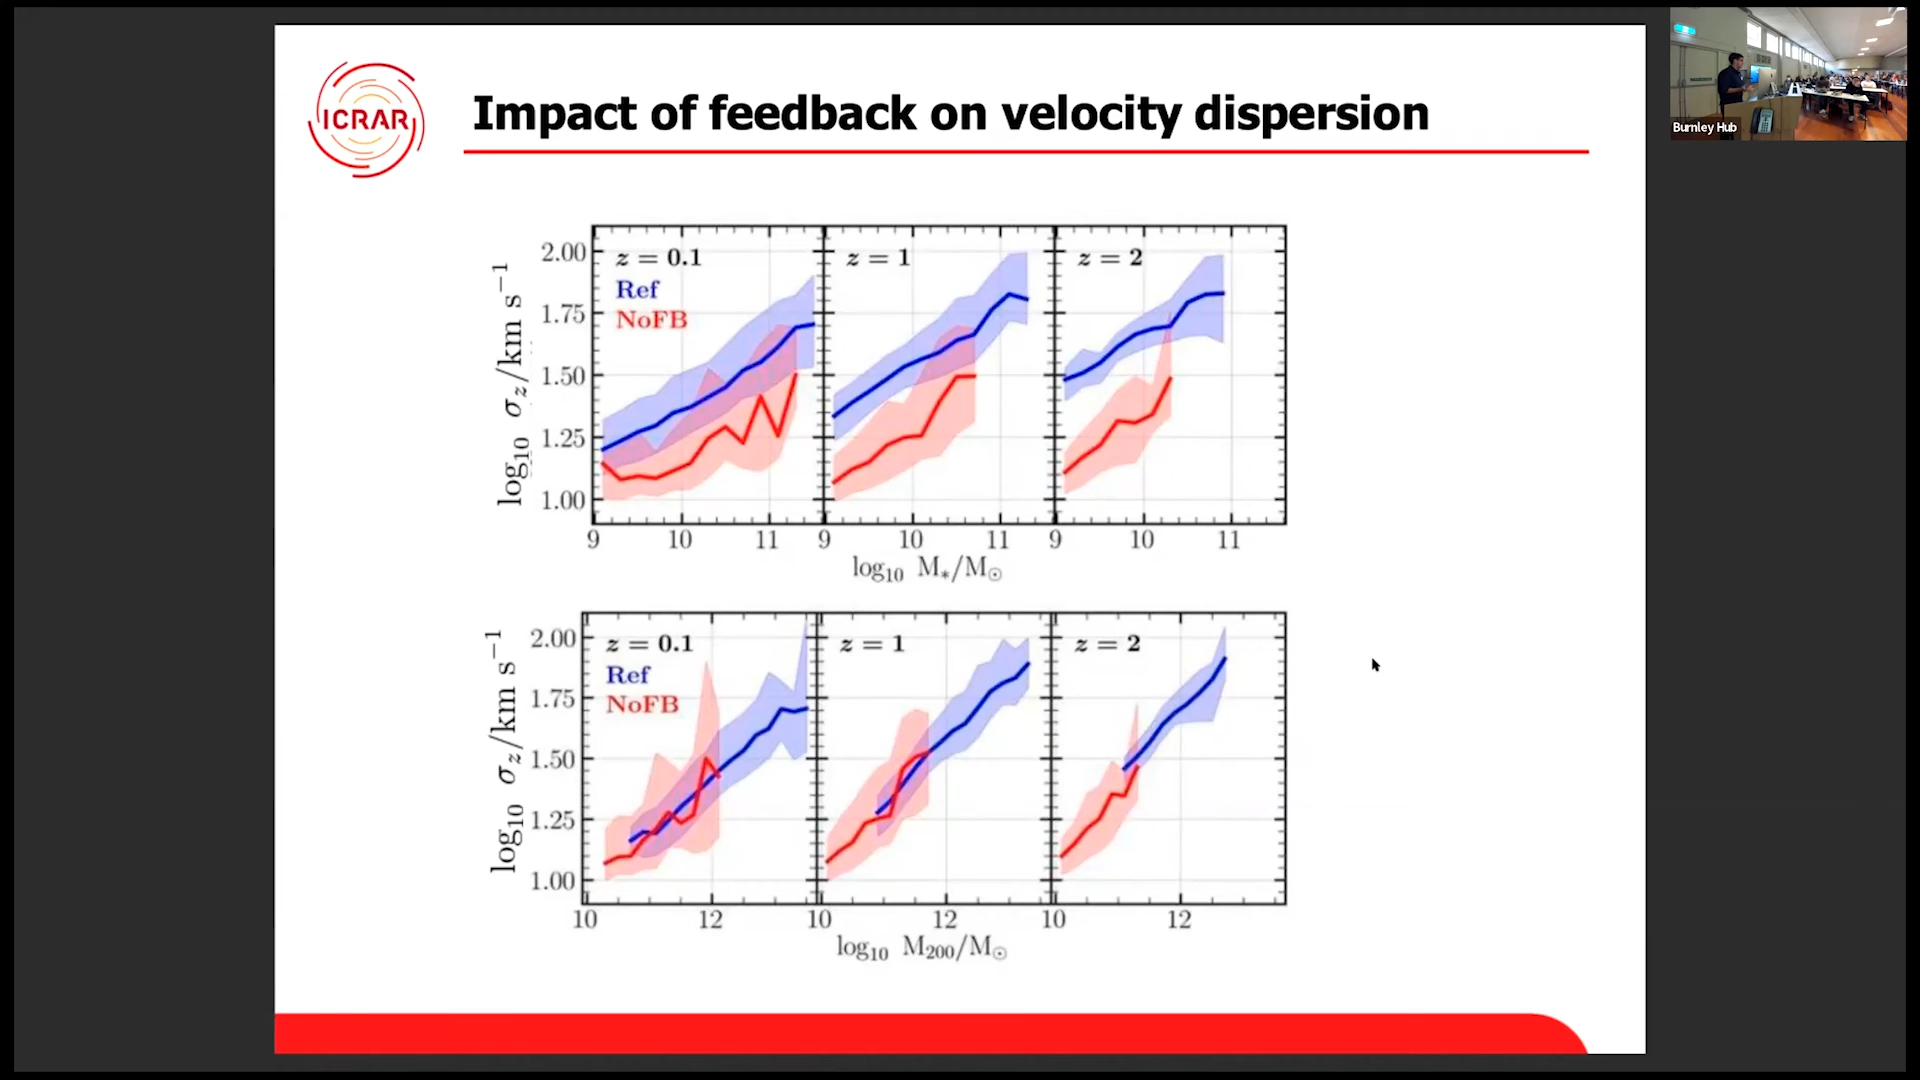 ICRAR
Impact of feedback on velocity dispersion
Burnley Hub
log₁₀ σ_z/km s⁻¹
2.00
1.75
1.50
1.25
1.00
z = 0.1
Ref
NoFB
z = 1
z = 2
9 10 11 9 10 11 9 10 11
log₁₀ M*/M⊙
log₁₀ σ_z/km s⁻¹
2.00
1.75
1.50
1.25
1.00
z = 0.1
Ref
NoFB
z = 1
z = 2
10 12 10 12 10 12
log₁₀ M₂₀₀/M⊙